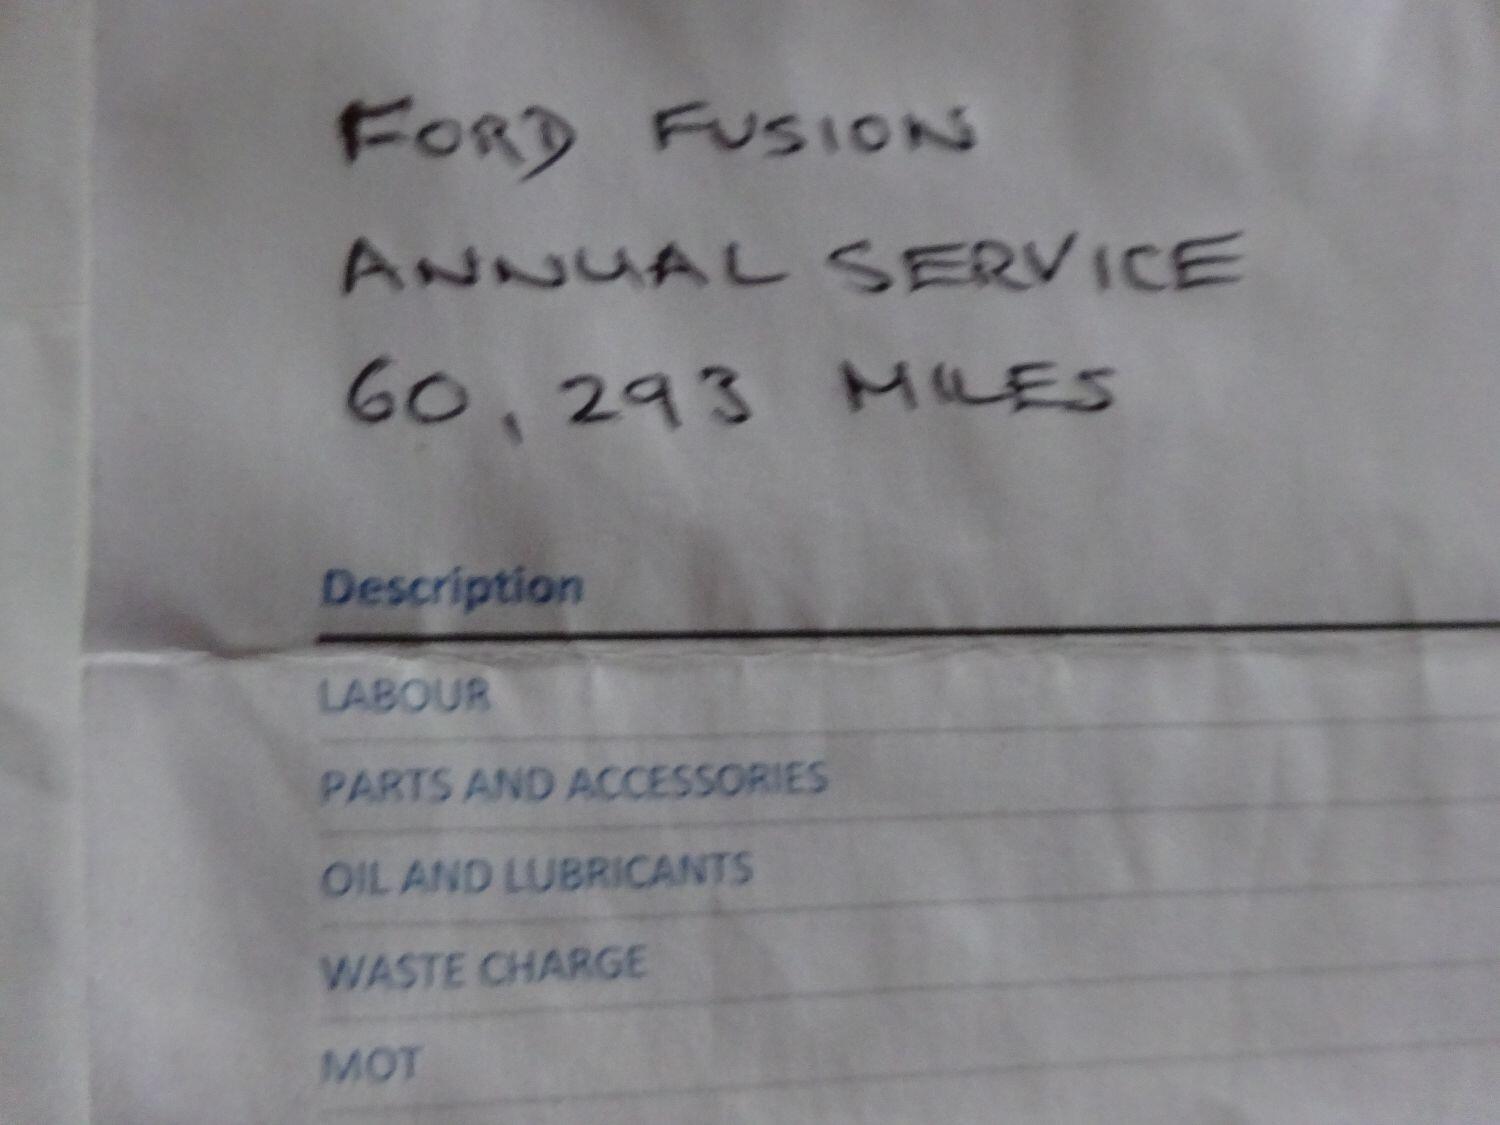 FORD FUSION
ANNUAL SERVICE
60,293 MILES
Description
LABOUR
PARTS AND ACCESSORIES
OIL AND LUBRICANTS
WASTE CHARGE
MOT